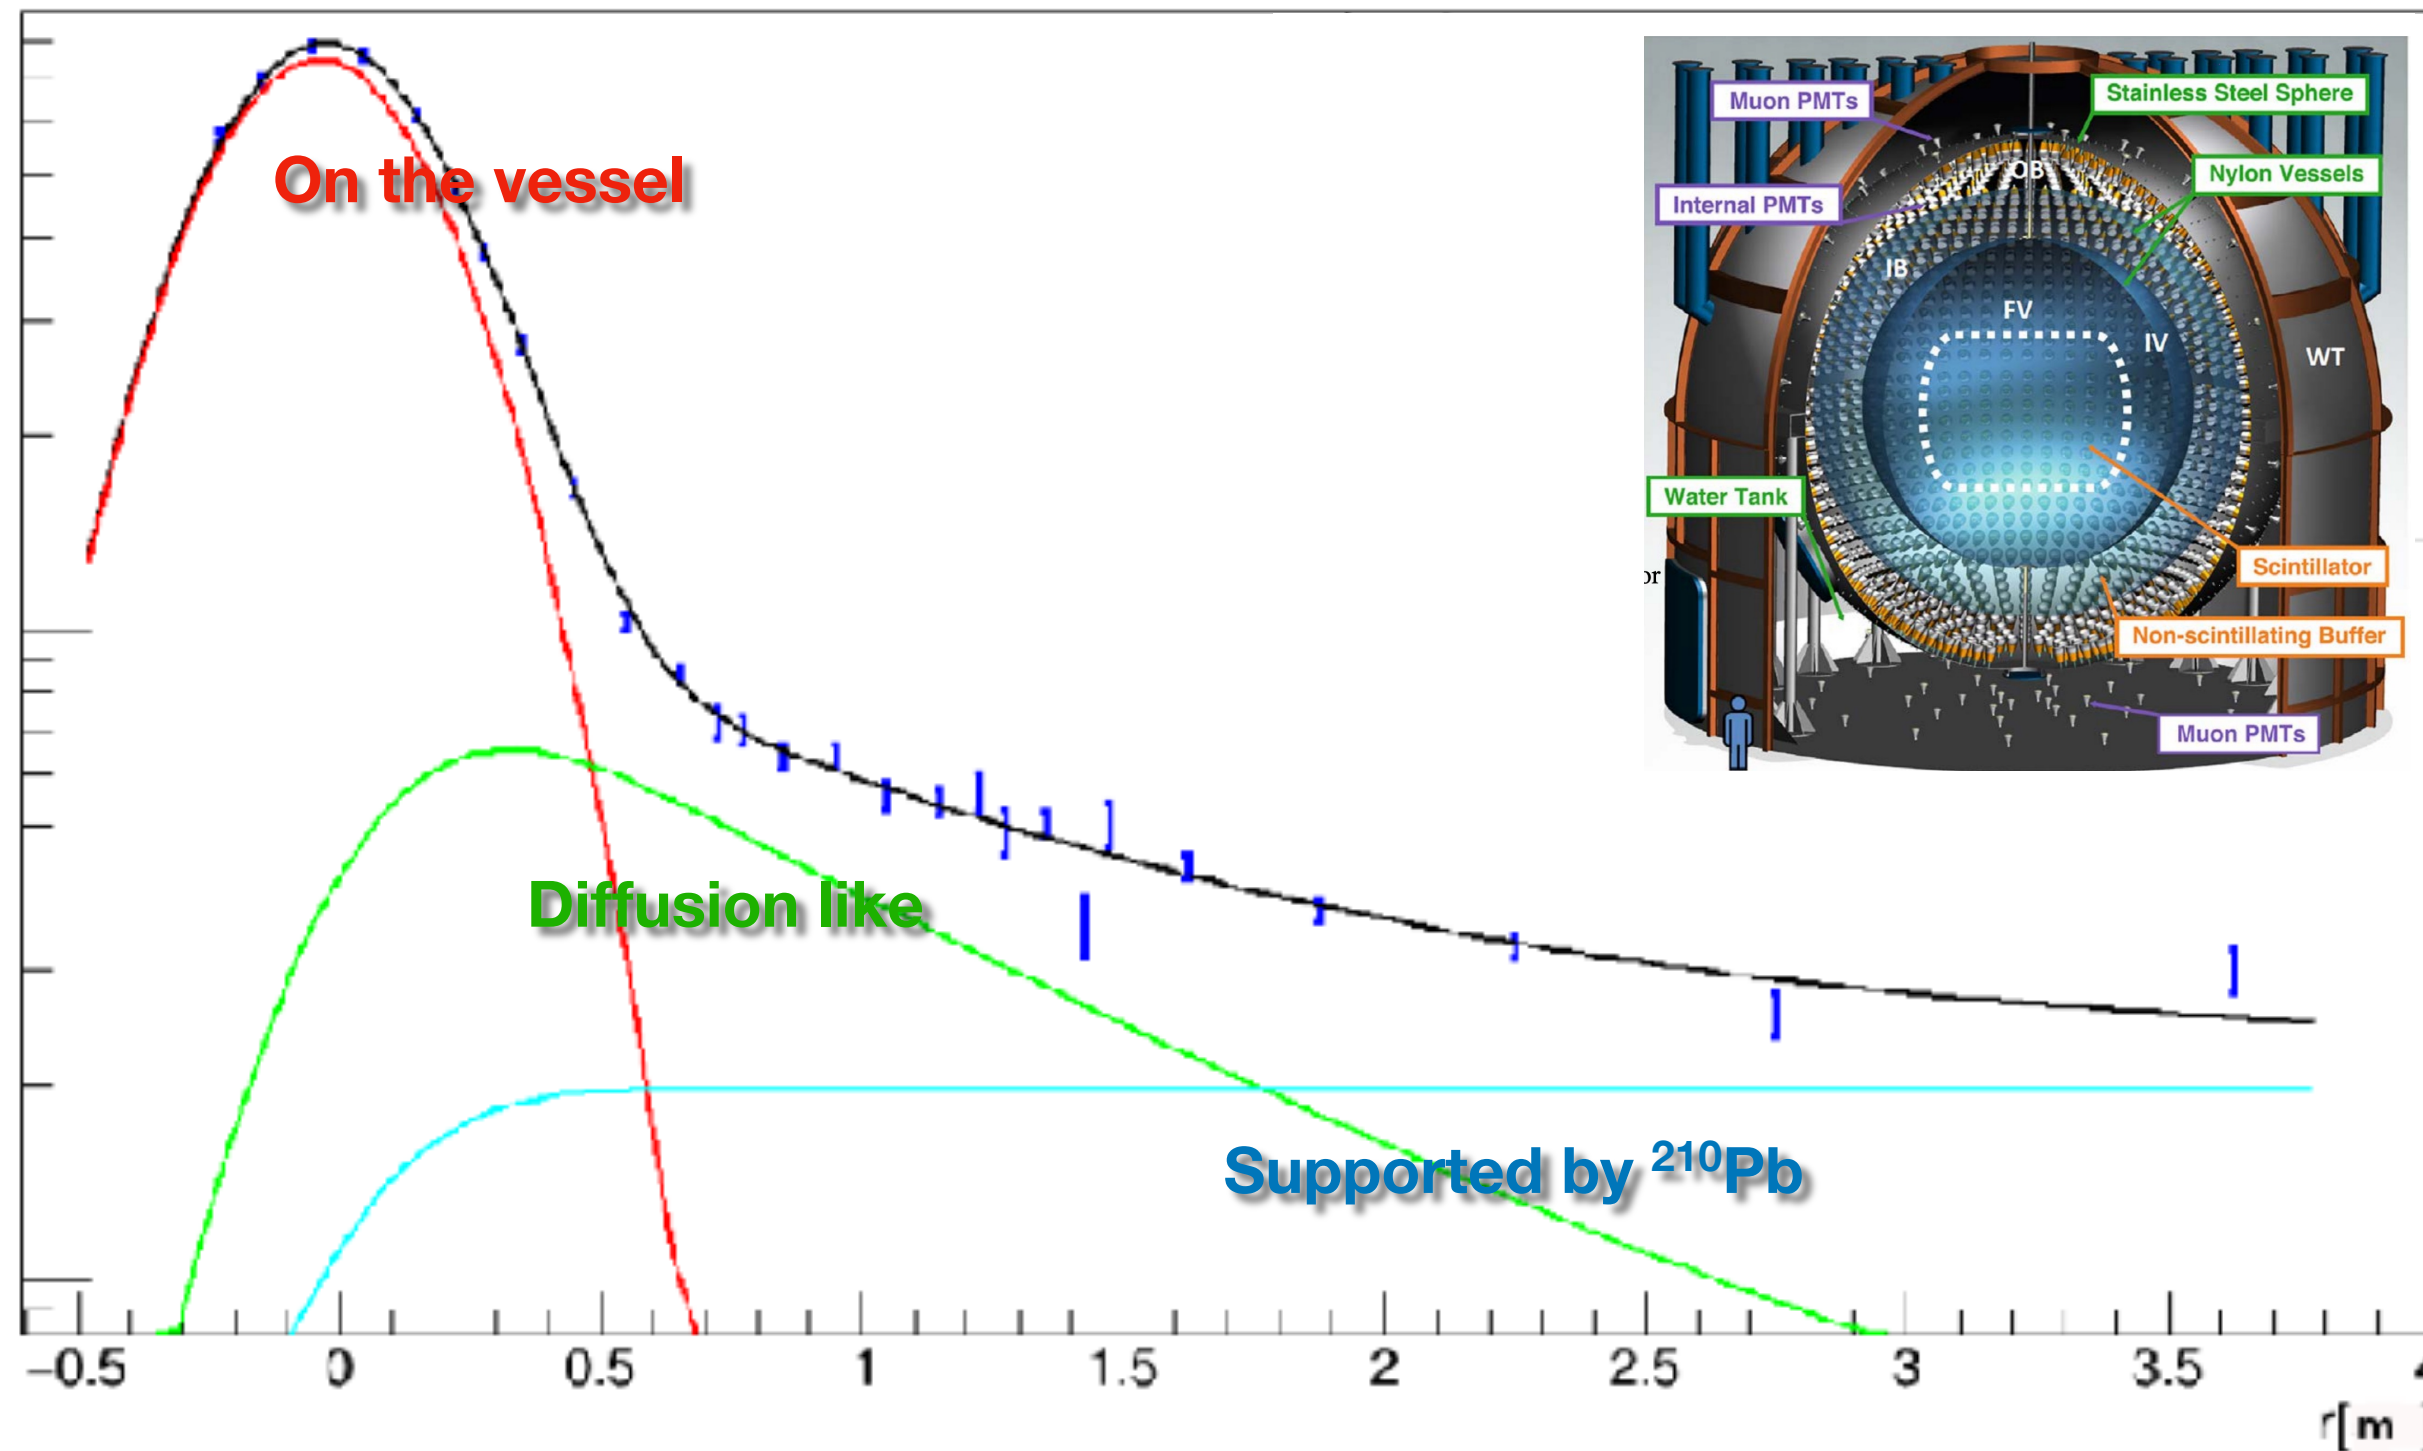 On the vessel
Diffusion like
Supported by ²¹⁰Pb
−0.5 0 0.5 1 1.5 2 2.5 3 3.5
r[m
Muon PMTs
Stainless Steel Sphere
Nylon Vessels
Internal PMTs
OB
IB
FV
IV
WT
Water Tank
or
Scintillator
Non-scintillating Buffer
Muon PMTs